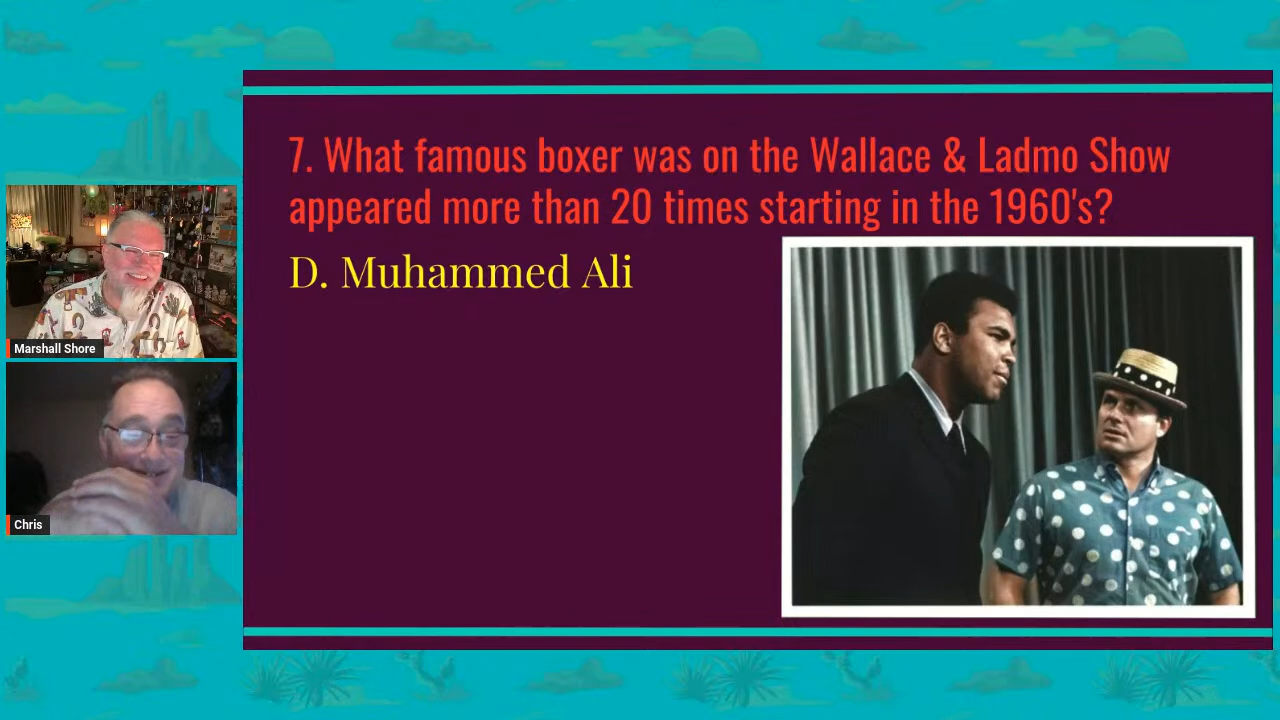 7. What famous boxer was on the Wallace & Ladmo Show
appeared more than 20 times starting in the 1960's?
D. Muhammed Ali
Marshall Shore
Chris